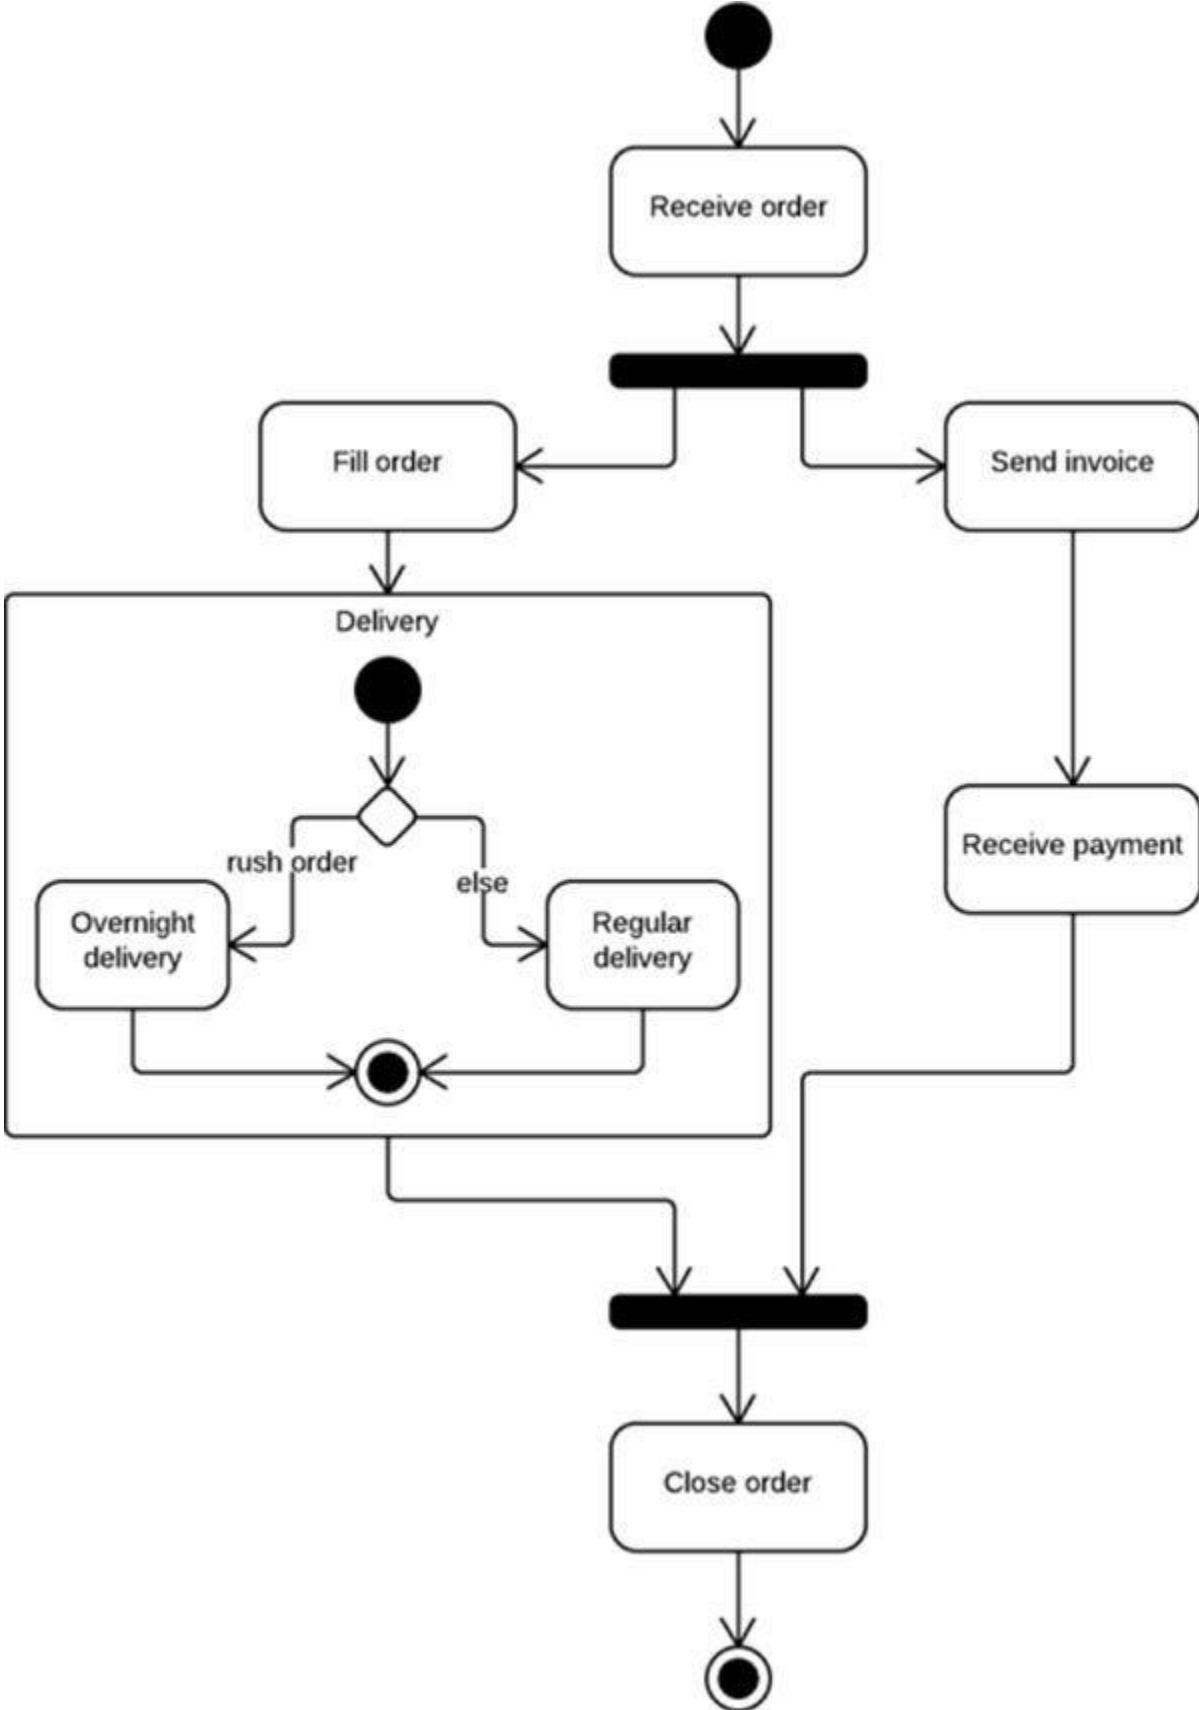 Receive order
Fill order
Send invoice
Delivery
rush order
else
Receive payment
Overnight
delivery
Regular
delivery
Close order